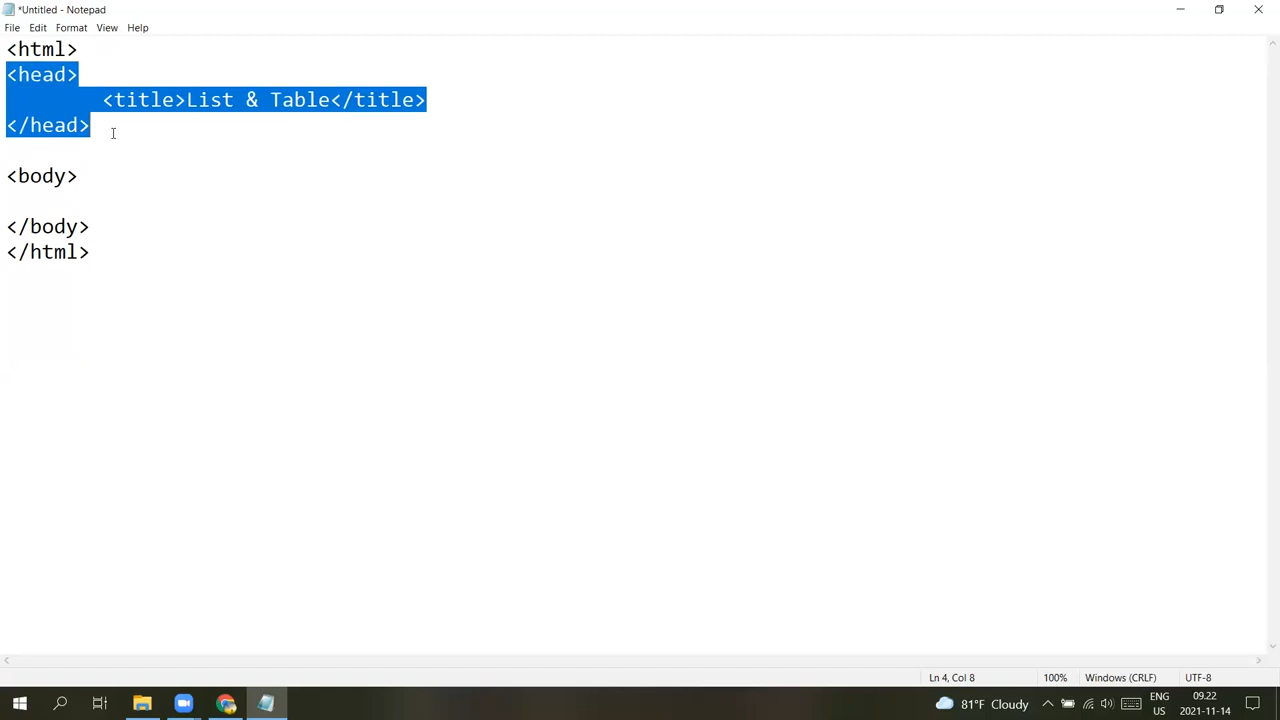 *Untitled - Notepad
File Edit Format View Help
<html>
<head>
<title>List & Table</title>
</head>
<body>
</body>
</html>
Ln 4, Col 8 100% Windows (CRLF) UTF-8
81°F Cloudy ENG 09.22
US 2021-11-14